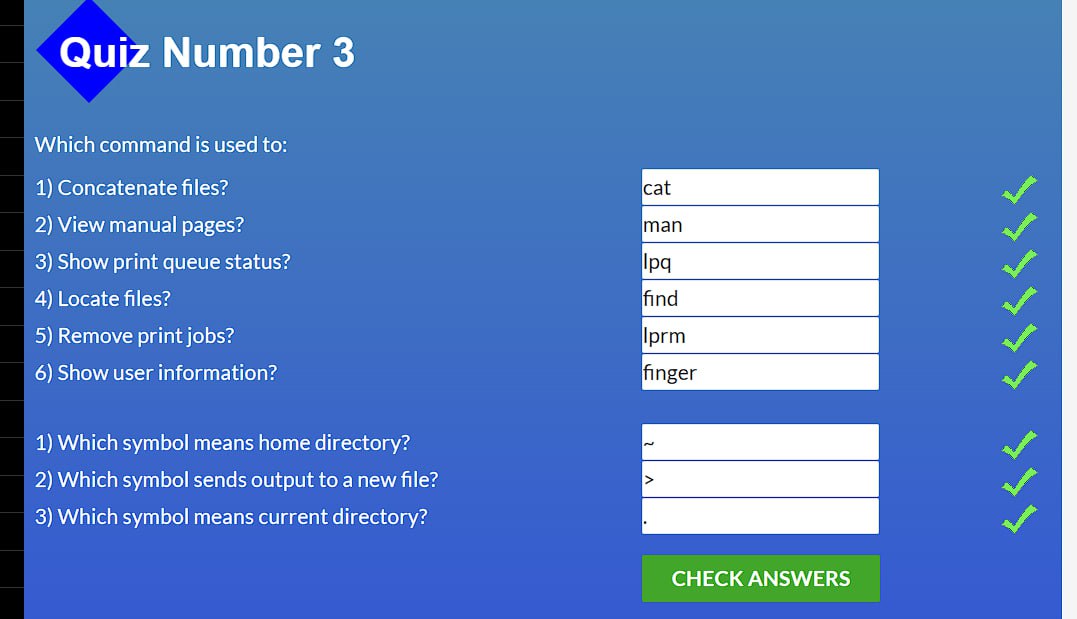 Quiz Number 3
Which command is used to:
1) Concatenate files? cat
2) View manual pages? man
3) Show print queue status? lpq
4) Locate files? find
5) Remove print jobs? lprm
6) Show user information? finger
1) Which symbol means home directory? ~
2) Which symbol sends output to a new file? >
3) Which symbol means current directory? .
CHECK ANSWERS